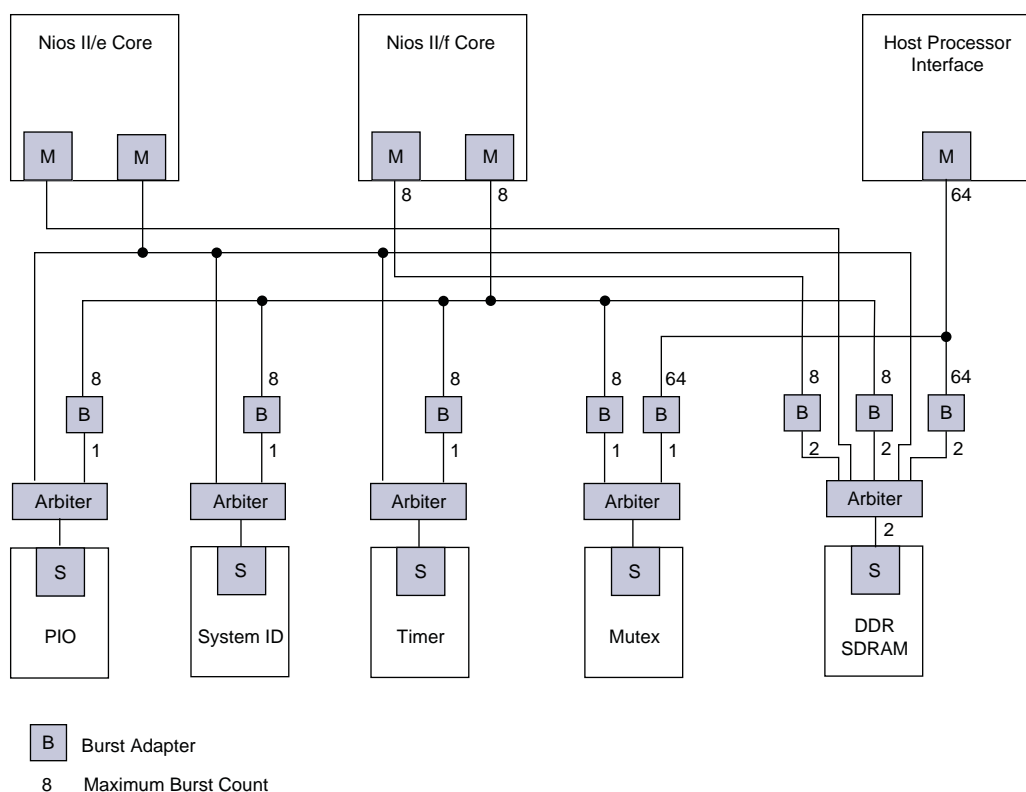 Nios II/e Core
Nios II/f Core
Host Processor
Interface
M
M
M
M
M
8
8
64
8
8
8
8
64
8
8
64
B
B
B
B
B
B
B
B
1
1
1
1
1
2
2
2
Arbiter
Arbiter
Arbiter
Arbiter
Arbiter
2
S
S
S
S
S
PIO
System ID
Timer
Mutex
DDR
SDRAM
B
Burst Adapter
8
Maximum Burst Count